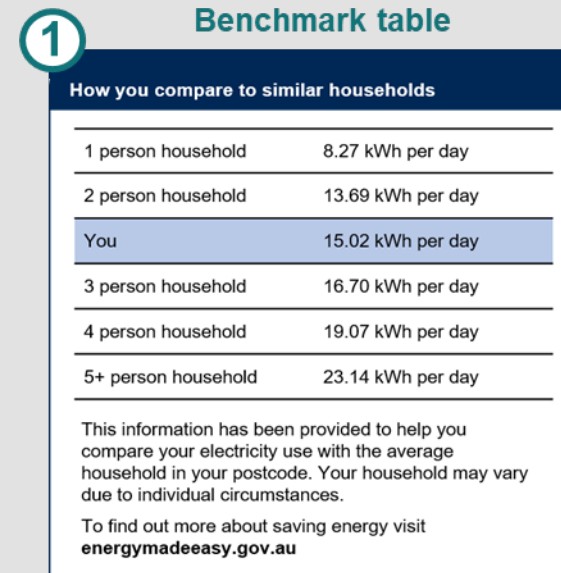 1
Benchmark table
How you compare to similar households
1 person household 8.27 kWh per day
2 person household 13.69 kWh per day
You 15.02 kWh per day
3 person household 16.70 kWh per day
4 person household 19.07 kWh per day
5+ person household 23.14 kWh per day
This information has been provided to help you
compare your electricity use with the average
household in your postcode. Your household may vary
due to individual circumstances.
To find out more about saving energy visit
energymadeeasy.gov.au